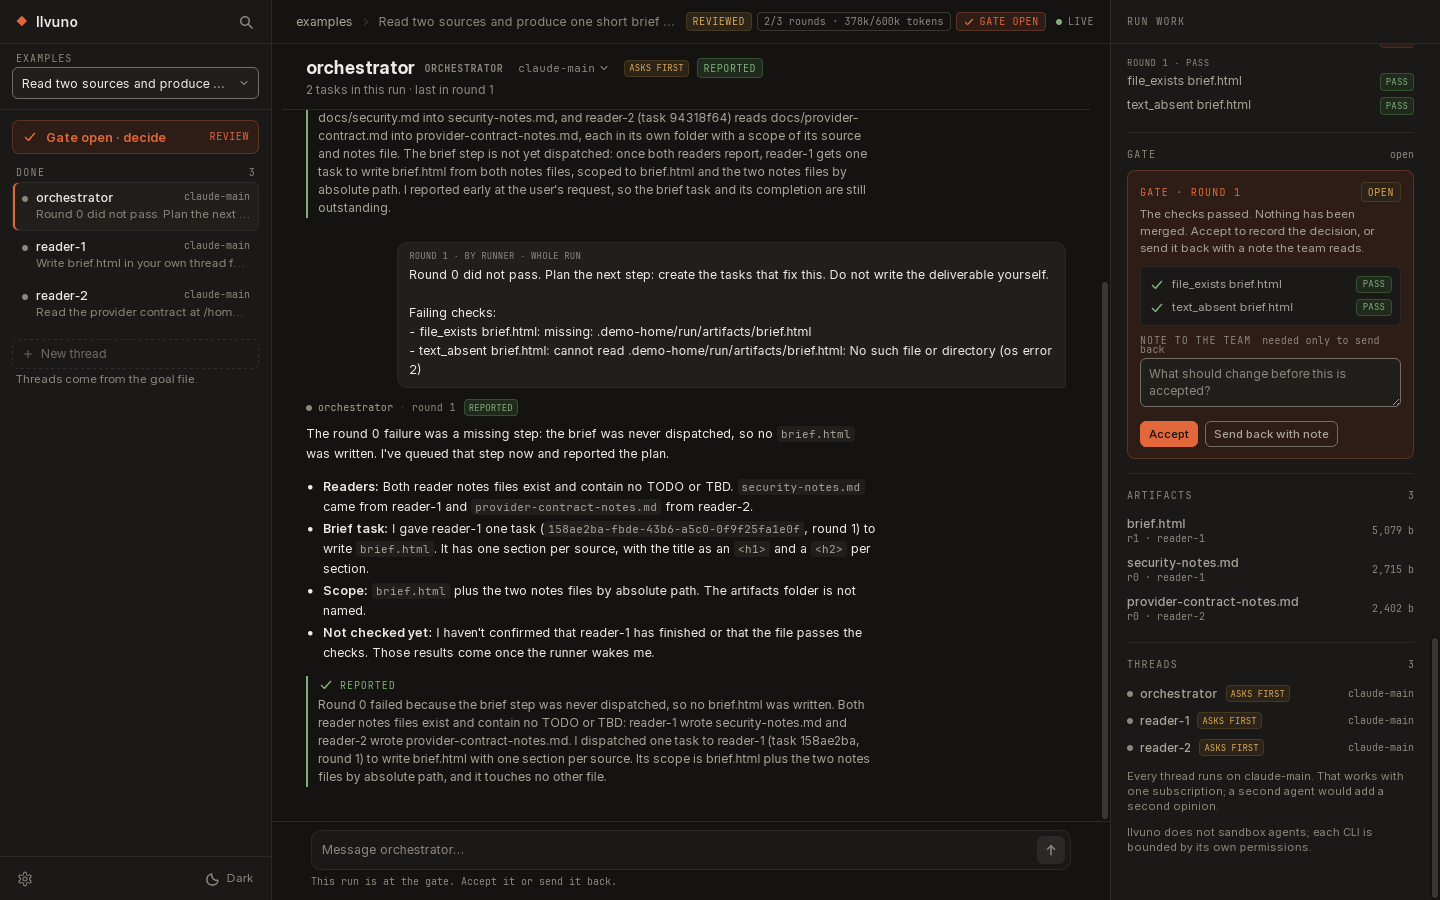 Ilvuno
EXAMPLES
Read two sources and produce ...
Gate open · decide
REVIEW
DONE
3
orchestrator
claude-main
Round 0 did not pass. Plan the next ...
reader-1
claude-main
Write brief.html in your own thread f...
reader-2
claude-main
Read the provider contract at /hom...
+ New thread
Threads come from the goal file.
Dark
examples
Read two sources and produce one short brief ...
REVIEWED
2/3 rounds · 378k/600k tokens
GATE OPEN
LIVE
orchestrator
ORCHESTRATOR
claude-main
ASKS FIRST
REPORTED
2 tasks in this run · last in round 1
docs/security.md into security-notes.md, and reader-2 (task 94318f64) reads docs/provider-
contract.md into provider-contract-notes.md, each in its own folder with a scope of its source
and notes file. The brief step is not yet dispatched: once both readers report, reader-1 gets one
task to write brief.html from both notes files, scoped to brief.html and the two notes files by
absolute path. I reported early at the user's request, so the brief task and its completion are still
outstanding.
ROUND 1 · BY RUNNER · WHOLE RUN
Round 0 did not pass. Plan the next step: create the tasks that fix this. Do not write the deliverable yourself.
Failing checks:
- file_exists brief.html: missing: .demo-home/run/artifacts/brief.html
- text_absent brief.html: cannot read .demo-home/run/artifacts/brief.html: No such file or directory (os error
2)
orchestrator · round 1 REPORTED
The round 0 failure was a missing step: the brief was never dispatched, so no brief.html
was written. I've queued that step now and reported the plan.
• Readers: Both reader notes files exist and contain no TODO or TBD. security-notes.md
came from reader-1 and provider-contract-notes.md from reader-2.
• Brief task: I gave reader-1 one task (158ae2ba-fbde-43b6-a5c0-0f9f25fa1e0f, round 1) to
write brief.html. It has one section per source, with the title as an <h1> and a <h2> per
section.
• Scope: brief.html plus the two notes files by absolute path. The artifacts folder is not
named.
• Not checked yet: I haven't confirmed that reader-1 has finished or that the file passes the
checks. Those results come once the runner wakes me.
REPORTED
Round 0 failed because the brief step was never dispatched, so no brief.html was written. Both
reader notes files exist and contain no TODO or TBD: reader-1 wrote security-notes.md and
reader-2 wrote provider-contract-notes.md. I dispatched one task to reader-1 (task 158ae2ba,
round 1) to write brief.html with one section per source. Its scope is brief.html plus the two notes
files by absolute path, and it touches no other file.
Message orchestrator...
This run is at the gate. Accept it or send it back.
RUN WORK
ROUND 1 · PASS
file_exists brief.html
PASS
text_absent brief.html
PASS
GATE
open
GATE · ROUND 1
OPEN
The checks passed. Nothing has been
merged. Accept to record the decision, or
send it back with a note the team reads.
file_exists brief.html
PASS
text_absent brief.html
PASS
NOTE TO THE TEAM needed only to send
back
What should change before this is
accepted?
Accept
Send back with note
ARTIFACTS
3
brief.html
r1 · reader-1
5,079 b
security-notes.md
r0 · reader-1
2,715 b
provider-contract-notes.md
r0 · reader-2
2,402 b
THREADS
3
orchestrator
ASKS FIRST
claude-main
reader-1
ASKS FIRST
claude-main
reader-2
ASKS FIRST
claude-main
Every thread runs on claude-main. That works with
one subscription; a second agent would add a
second opinion.
Ilvuno does not sandbox agents; each CLI is
bounded by its own permissions.